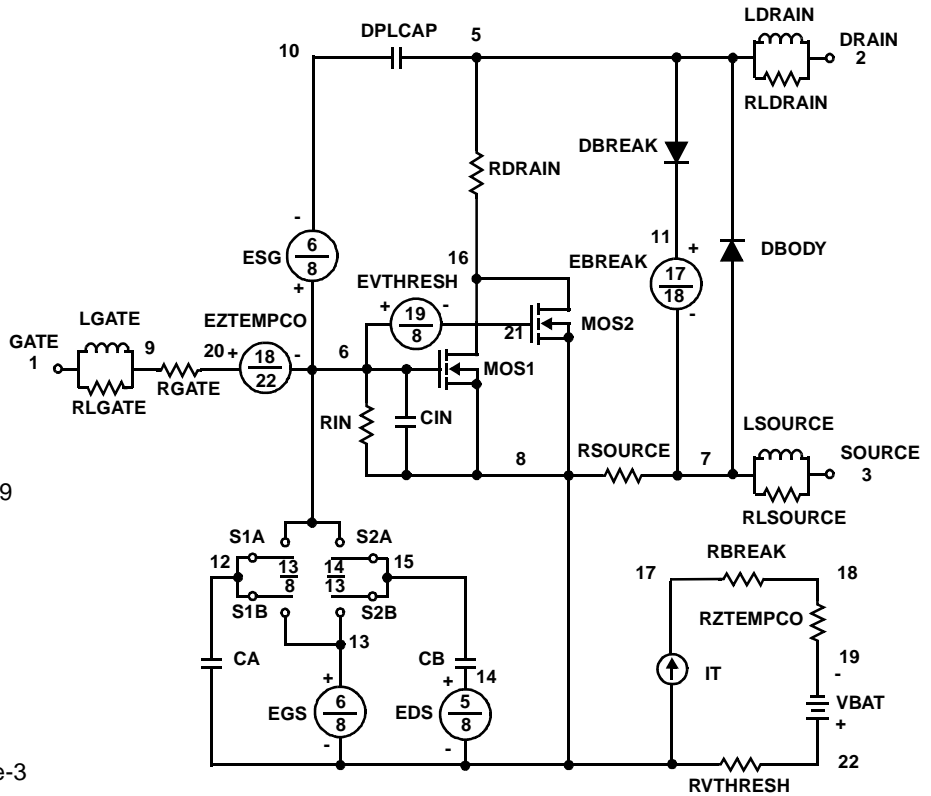 LDRAIN
DPLCAP 5 DRAIN
10 2
RLDRAIN
DBREAK
RDRAIN
-
11 +
16 DBODY
ESG 6 EBREAK 17
8 EVTHRESH 18
+ + 19 - MOS2
LGATE EZTEMPCO 8 21 -
GATE 9 20 + 18 - 6
1 22 MOS1
RGATE LSOURCE
RLGATE RIN CIN
8 RSOURCE 7 SOURCE
3
9
RLSOURCE
S1A S2A
12 13 14 15 RBREAK
8 13 17 18
S1B S2B RZTEMPCO
13
CA CB 19
+ + 14 IT -
6 5 VBAT
EGS 8 EDS 8 +
- - 22
e-3 RVTHRESH